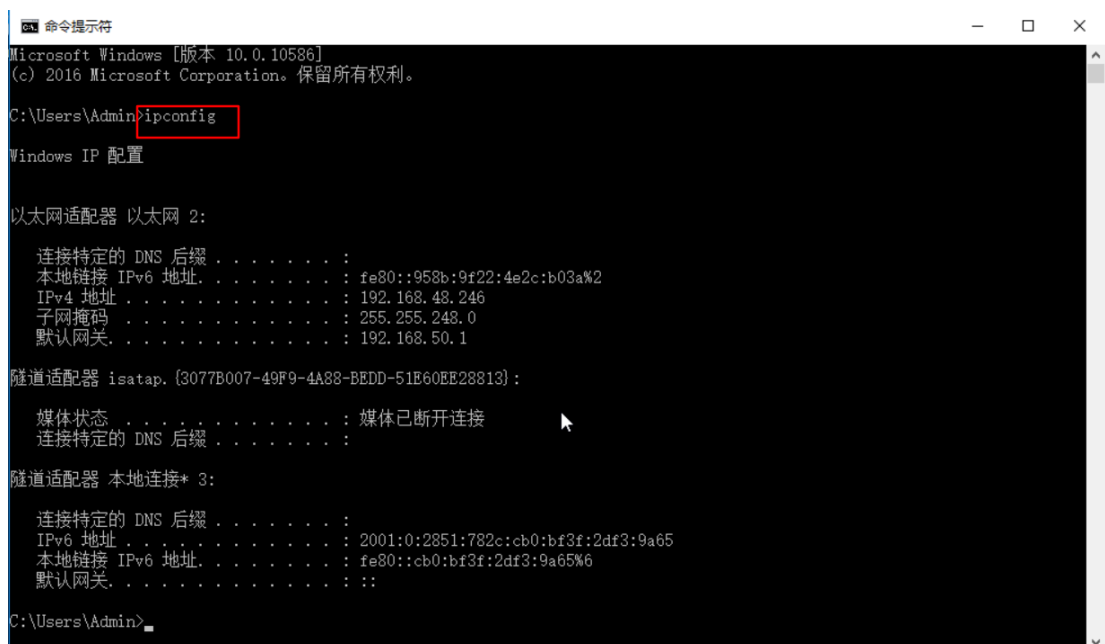 命令提示符
Microsoft Windows [版本 10.0.10586]
(c) 2016 Microsoft Corporation。保留所有权利。
C:\Users\Admin>ipconfig
Windows IP 配置
以太网适配器 以太网 2:
连接特定的 DNS 后缀 . . . . . . . :
本地链接 IPv6 地址. . . . . . . . : fe80::958b:9f22:4e2c:b03a%2
IPv4 地址 . . . . . . . . . . . . : 192.168.48.246
子网掩码 . . . . . . . . . . . . : 255.255.248.0
默认网关. . . . . . . . . . . . . : 192.168.50.1
隧道适配器 isatap.{3077B007-49F9-4A88-BEDD-51E60EE28813}:
媒体状态 . . . . . . . . . . . . : 媒体已断开连接
连接特定的 DNS 后缀 . . . . . . . :
隧道适配器 本地连接* 3:
连接特定的 DNS 后缀 . . . . . . . :
IPv6 地址 . . . . . . . . . . . . : 2001:0:2851:782c:cb0:bf3f:2df3:9a65
本地链接 IPv6 地址. . . . . . . . : fe80::cb0:bf3f:2df3:9a65%6
默认网关. . . . . . . . . . . . . : ::
C:\Users\Admin>